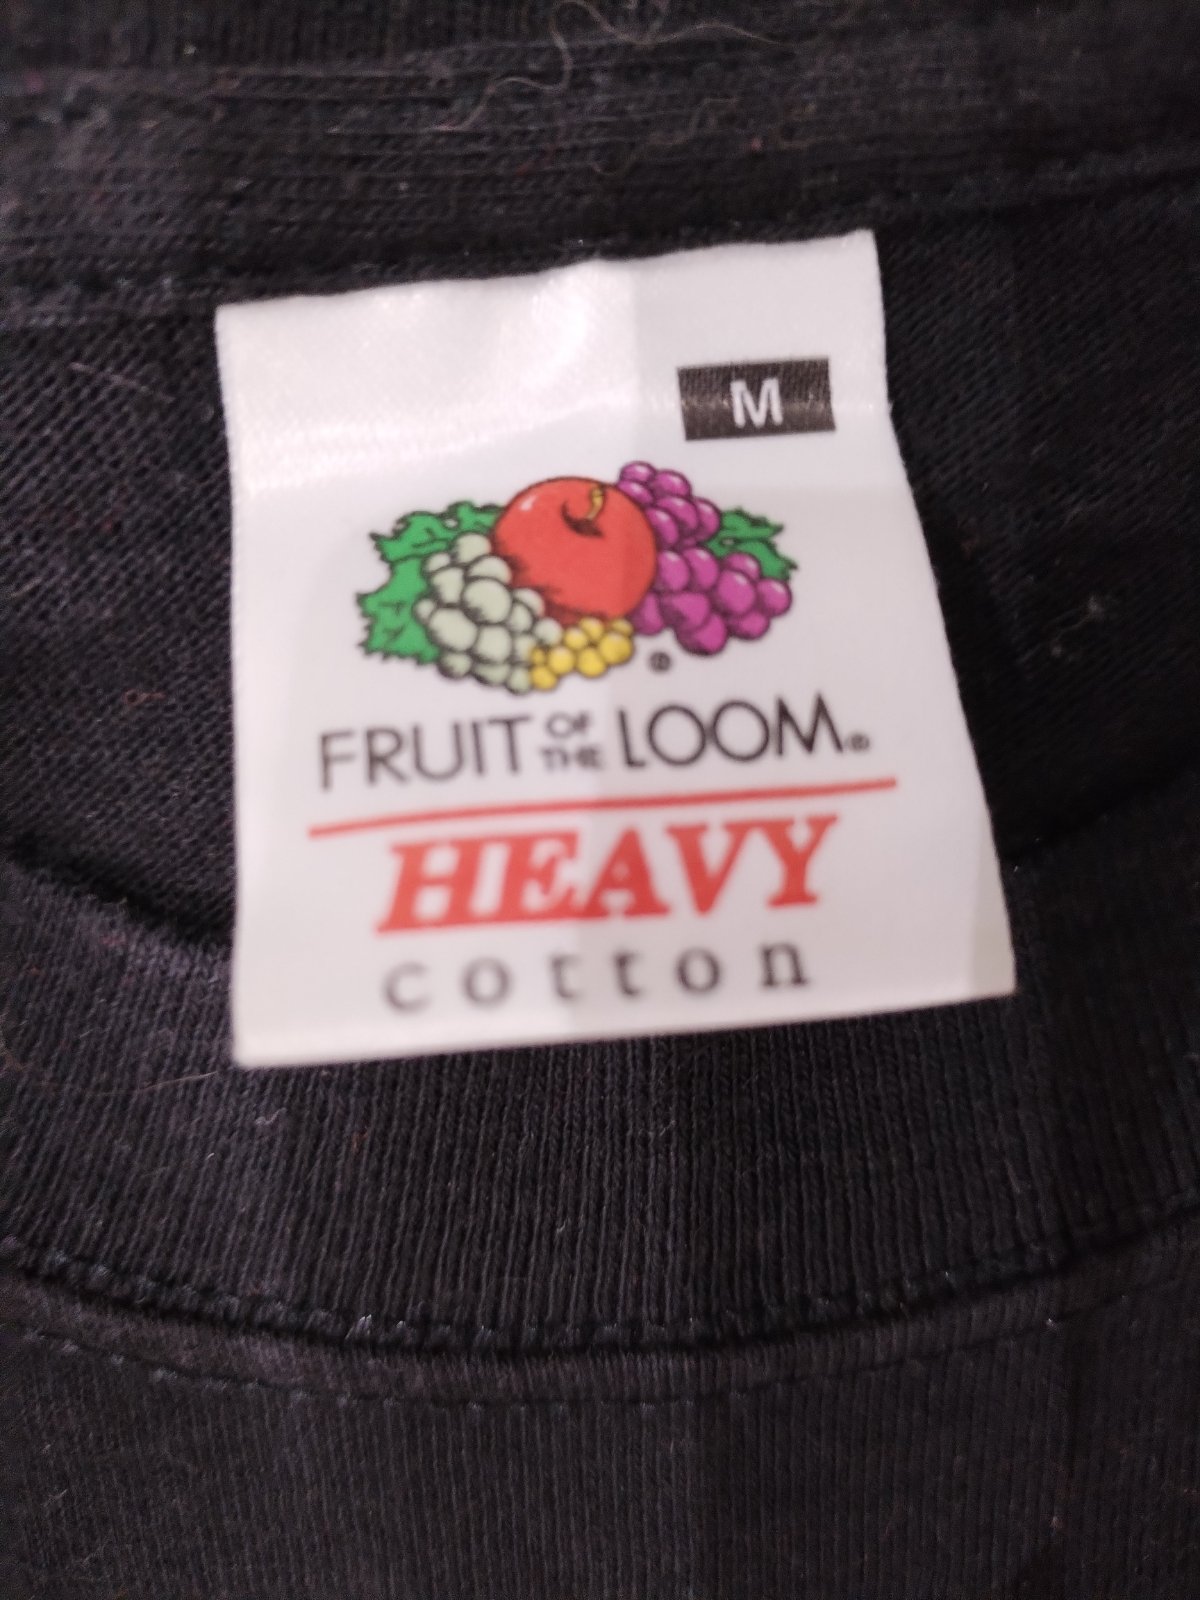 M
®
FRUIT OF THE LOOM®
HEAVY
cotton